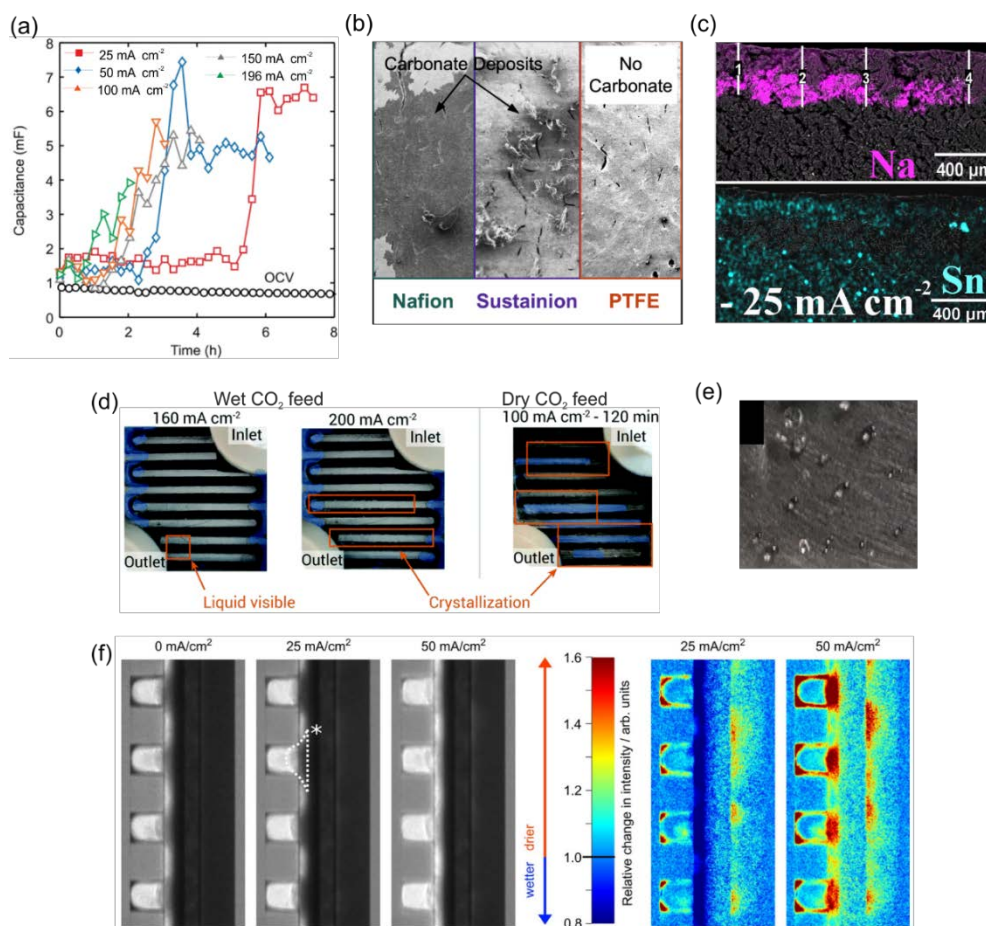 (a)
8
7
6
5
4
3
2
1
0
Capacitance (mF)
25 mA cm⁻²
50 mA cm⁻²
100 mA cm⁻²
150 mA cm⁻²
196 mA cm⁻²
OCV
0 2 4 6 8
Time (h)
(b)
Carbonate Deposits
No
Carbonate
Nafion
Sustainion
PTFE
(c)
1
2
3
4
Na
400 μm
- 25 mA cm⁻²
Sn
400 μm
(d)
Wet CO₂ feed
Dry CO₂ feed
160 mA cm⁻²
200 mA cm⁻²
100 mA cm⁻² - 120 min
Inlet
Inlet
Inlet
Outlet
Outlet
Outlet
Liquid visible
Crystallization
(e)
(f)
0 mA/cm²
25 mA/cm²
50 mA/cm²
*
drier
wetter
1.6
1.4
1.2
1.0
0.8
Relative change in intensity / arb. units
25 mA/cm²
50 mA/cm²